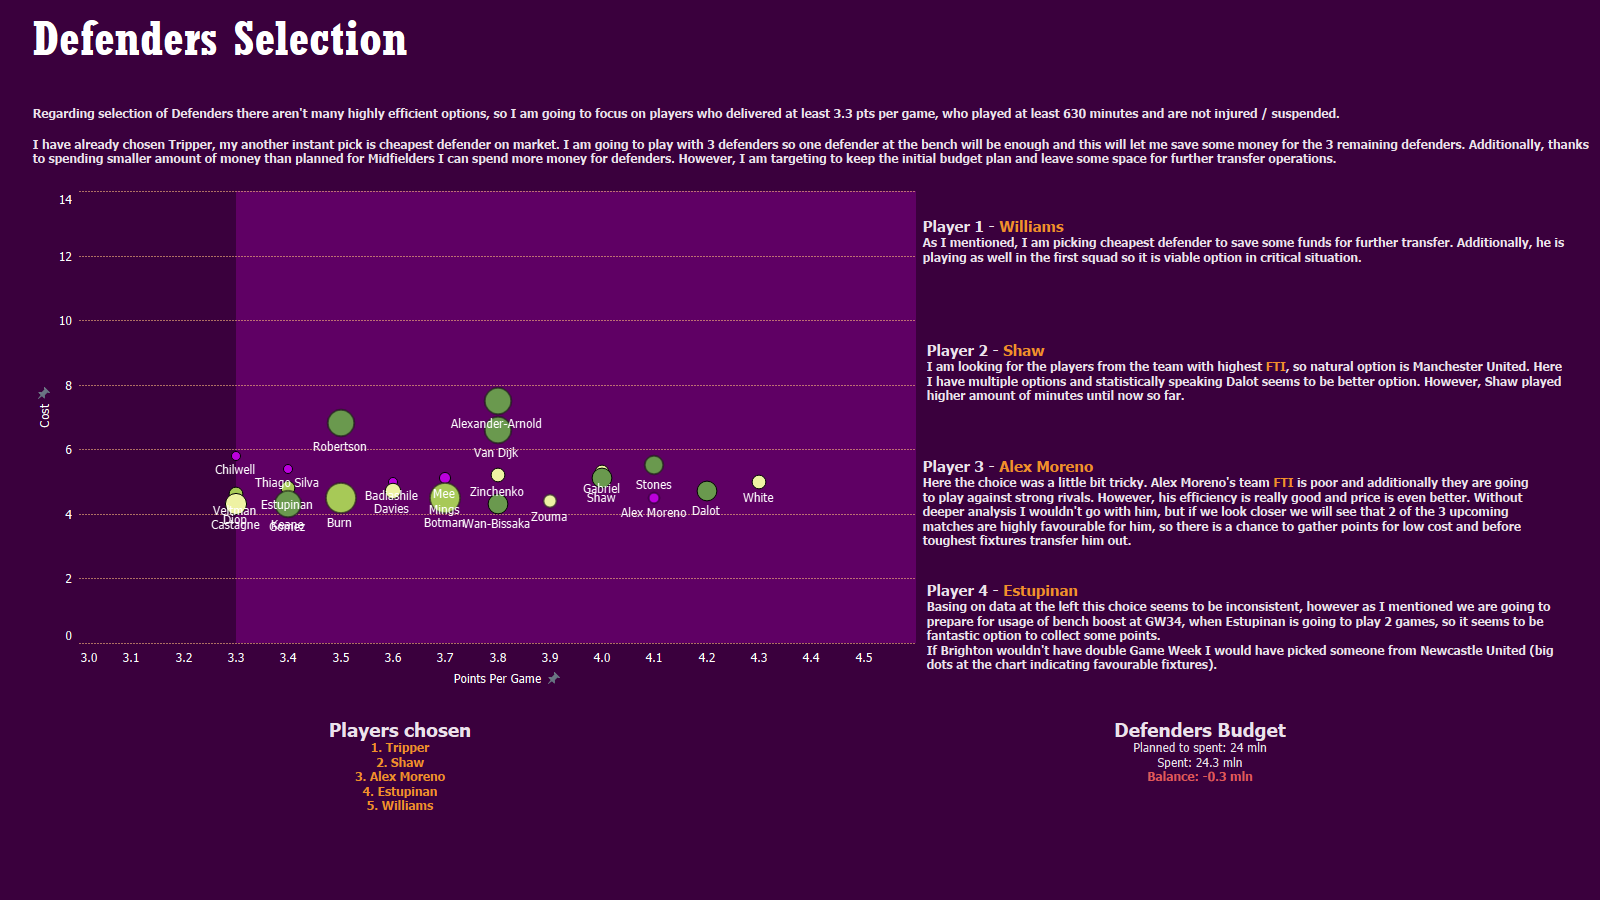 Defenders Selection
Regarding selection of Defenders there aren't many highly efficient options, so I am going to focus on players who delivered at least 3.3 pts per game, who played at least 630 minutes and are not injured / suspended.
I have already chosen Tripper, my another instant pick is cheapest defender on market. I am going to play with 3 defenders so one defender at the bench will be enough and this will let me save some money for the 3 remaining defenders. Additionally, thanks
to spending smaller amount of money than planned for Midfielders I can spend more money for defenders. However, I am targeting to keep the initial budget plan and leave some space for further transfer operations.
14
12
10
8
6
4
2
0
Cost
Alexander-Arnold
Robertson
Van Dijk
Chilwell
Thiago Silva
Estupinan
Badiashile
Davies
Mee
Zinchenko
Gabriel
Shaw
Stones
White
Veltman
Diop
Castagne
Keane
Gomez
Burn
Mings
Botman
Wan-Bissaka
Zouma
Alex Moreno
Dalot
3.0 3.1 3.2 3.3 3.4 3.5 3.6 3.7 3.8 3.9 4.0 4.1 4.2 4.3 4.4 4.5
Points Per Game
Player 1 - Williams
As I mentioned, I am picking cheapest defender to save some funds for further transfer. Additionally, he is
playing as well in the first squad so it is viable option in critical situation.
Player 2 - Shaw
I am looking for the players from the team with highest FTI, so natural option is Manchester United. Here
I have multiple options and statistically speaking Dalot seems to be better option. However, Shaw played
higher amount of minutes until now so far.
Player 3 - Alex Moreno
Here the choice was a little bit tricky. Alex Moreno's team FTI is poor and additionally they are going
to play against strong rivals. However, his efficiency is really good and price is even better. Without
deeper analysis I wouldn't go with him, but if we look closer we will see that 2 of the 3 upcoming
matches are highly favourable for him, so there is a chance to gather points for low cost and before
toughest fixtures transfer him out.
Player 4 - Estupinan
Basing on data at the left this choice seems to be inconsistent, however as I mentioned we are going to
prepare for usage of bench boost at GW34, when Estupinan is going to play 2 games, so it seems to be
fantastic option to collect some points.
If Brighton wouldn't have double Game Week I would have picked someone from Newcastle United (big
dots at the chart indicating favourable fixtures).
Players chosen
1. Tripper
2. Shaw
3. Alex Moreno
4. Estupinan
5. Williams
Defenders Budget
Planned to spent: 24 mln
Spent: 24.3 mln
Balance: -0.3 mln